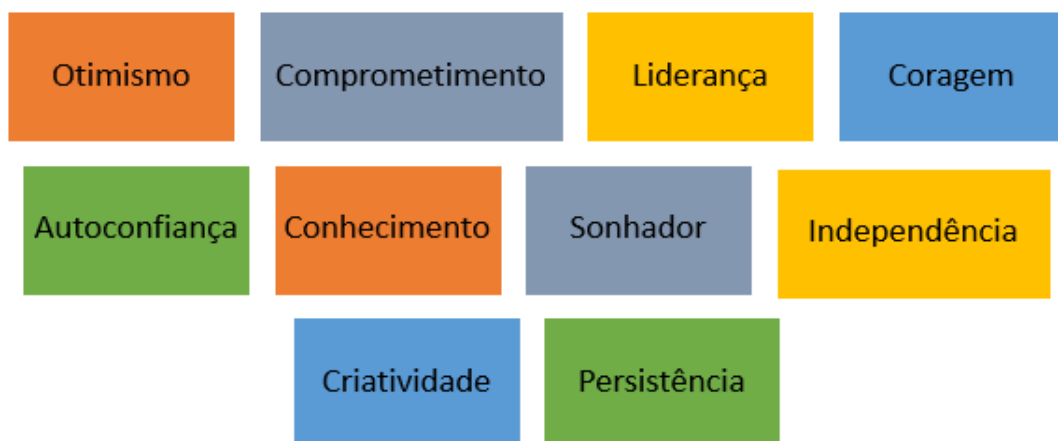 Otimismo
Comprometimento
Liderança
Coragem
Autoconfiança
Conhecimento
Sonhador
Independência
Criatividade
Persistência